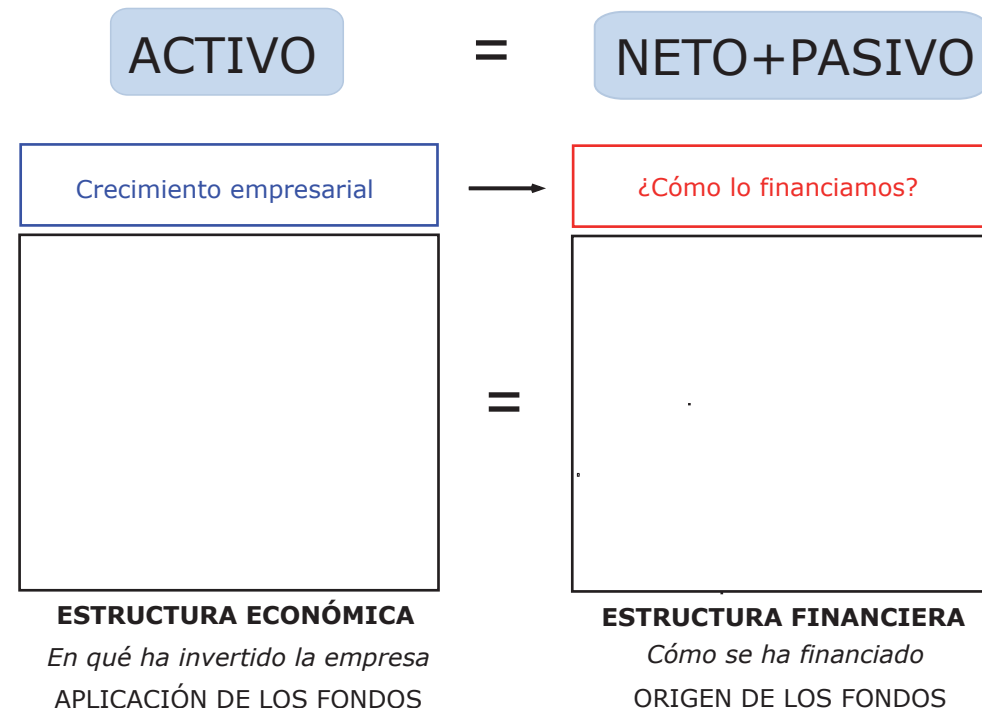 ACTIVO = NETO+PASIVO
Crecimiento empresarial
¿Cómo lo financiamos?
=
ESTRUCTURA ECONÓMICA
En qué ha invertido la empresa
APLICACIÓN DE LOS FONDOS
ESTRUCTURA FINANCIERA
Cómo se ha financiado
ORIGEN DE LOS FONDOS